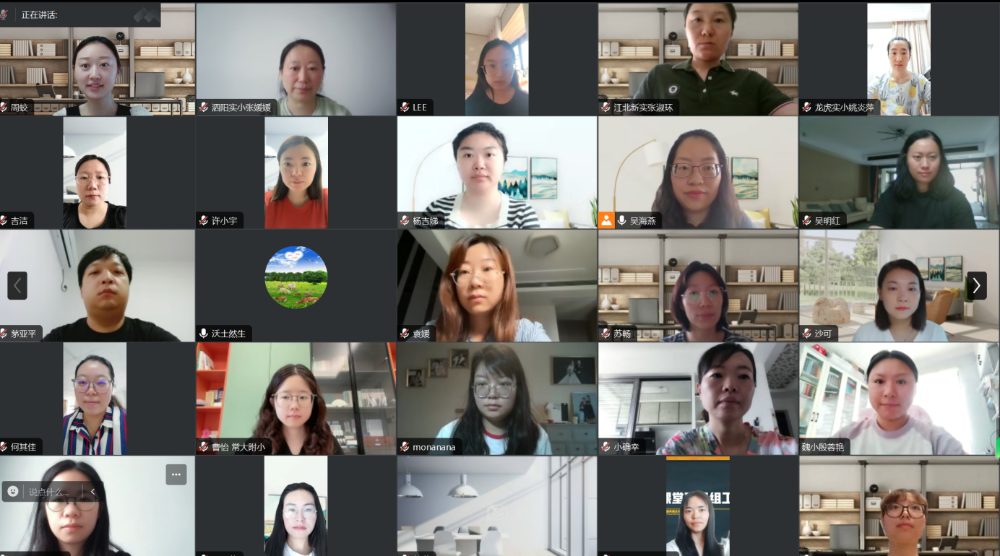 正在讲话:
周蛟
泗阳实小张媛媛
LEE
江北新实张淑环
龙虎实小姚淡萍
吉洁
许小宇
杨吉娣
吴海燕
吴明红
茅亚平
沃土然生
袁媛
苏畅
沙可
何其佳
曹怡 常大附小
monanana
小确幸
魏小殷蓉艳
说点什么...